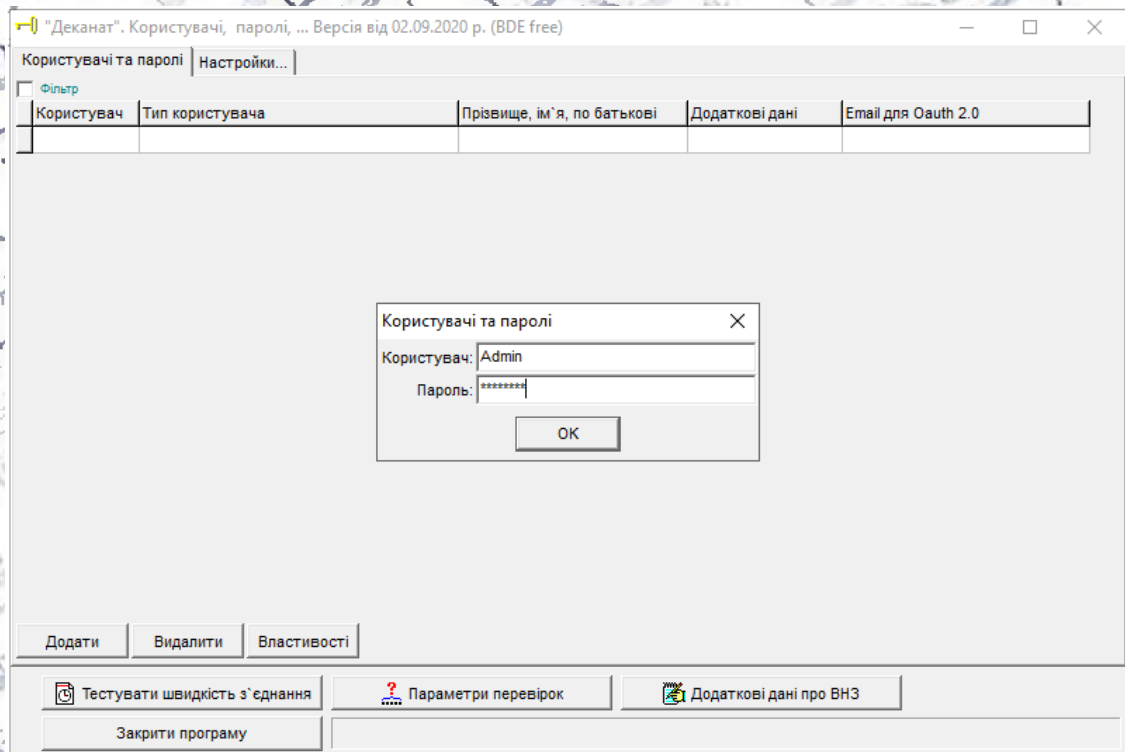 "Деканат". Користувачі, паролі, ... Версія від 02.09.2020 р. (BDE free)
Користувачі та паролі Настройки...
Фільтр
Користувач Тип користувача Прізвище, ім`я, по батькові Додаткові дані Email для Oauth 2.0
Користувачі та паролі
Користувач: Admin
Пароль: ********
OK
Додати Видалити Властивості
Тестувати швидкість з`єднання Параметри перевірок Додаткові дані про ВНЗ
Закрити програму